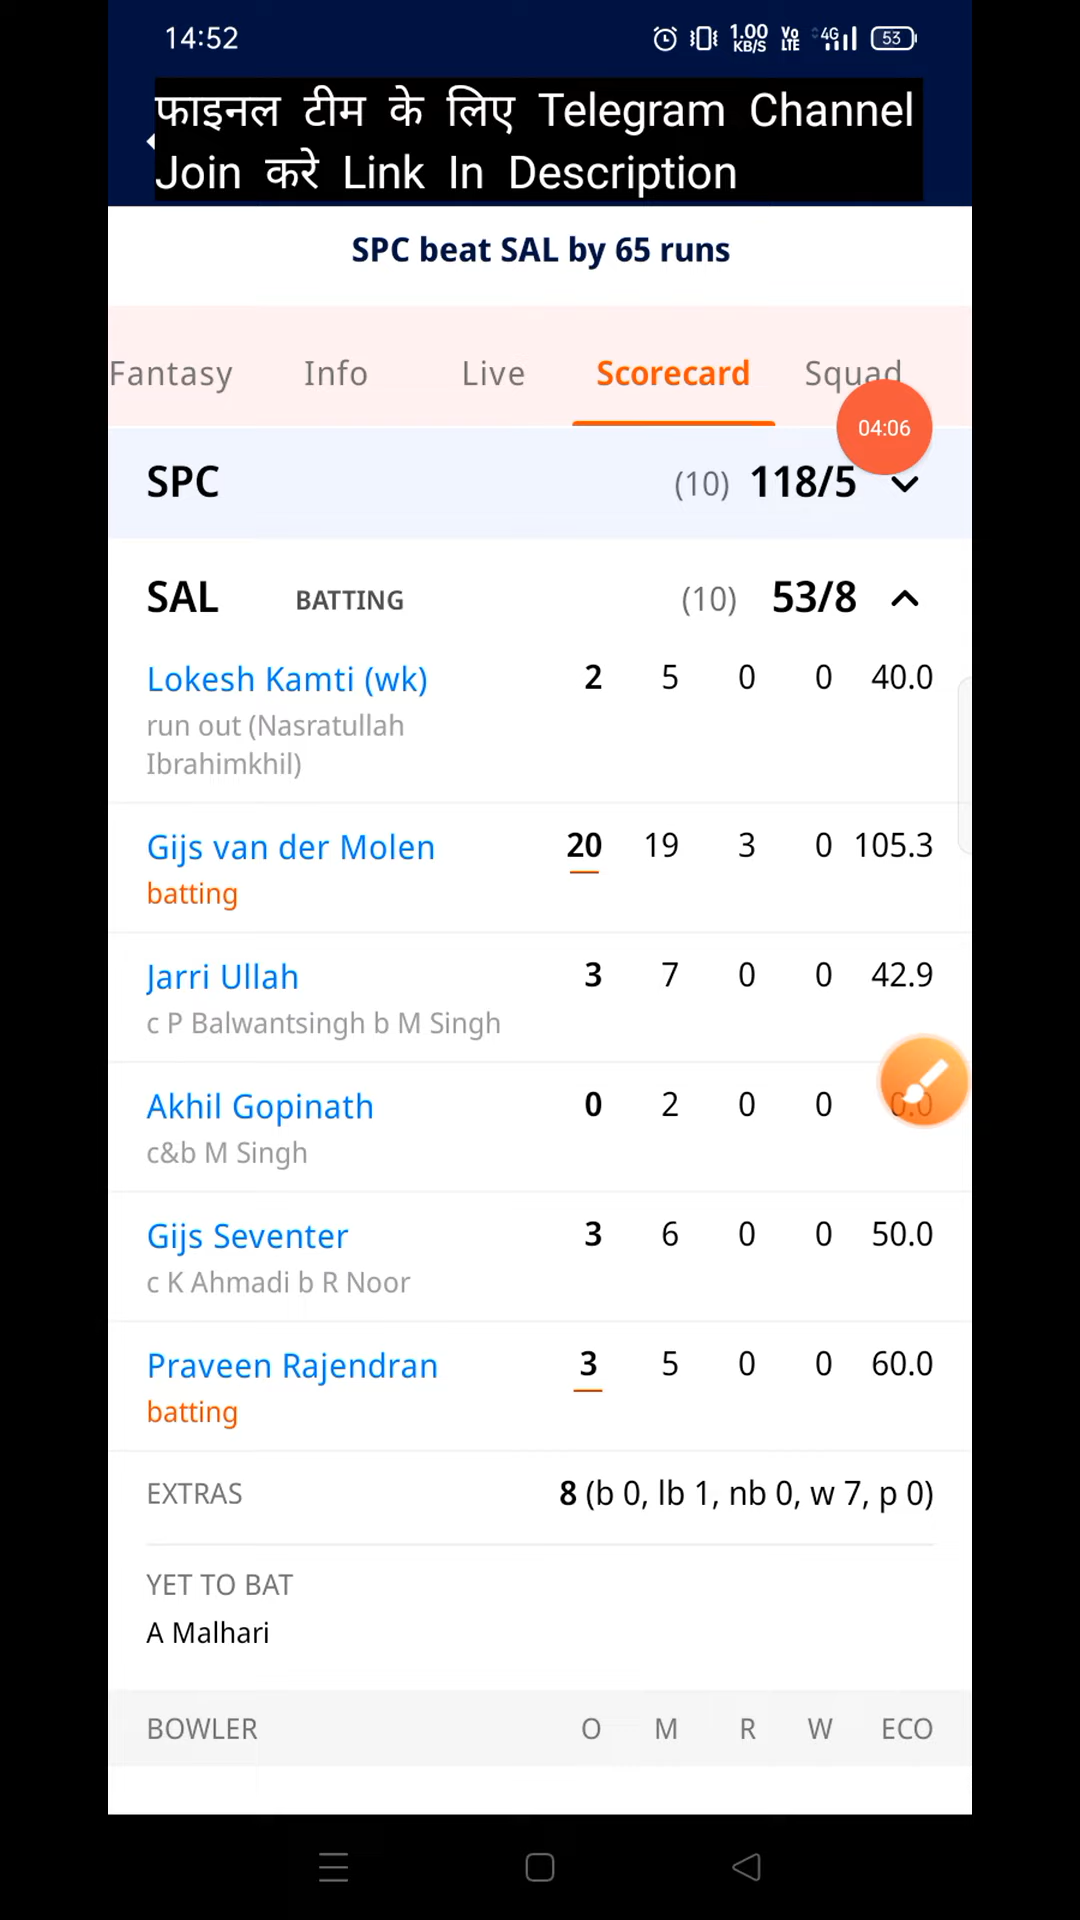 14:52 1.00 KB/S Vo LTE 4G 53
फाइनल टीम के लिए Telegram Channel
Join करे Link In Description
SPC beat SAL by 65 runs
Fantasy Info Live Scorecard Squad
04:06
SPC (10) 118/5
SAL BATTING (10) 53/8
Lokesh Kamti (wk) 2 5 0 0 40.0
run out (Nasratullah
Ibrahimkhil)
Gijs van der Molen 20 19 3 0 105.3
batting
Jarri Ullah 3 7 0 0 42.9
c P Balwantsingh b M Singh
Akhil Gopinath 0 2 0 0 0.0
c&b M Singh
Gijs Seventer 3 6 0 0 50.0
c K Ahmadi b R Noor
Praveen Rajendran 3 5 0 0 60.0
batting
EXTRAS 8 (b 0, lb 1, nb 0, w 7, p 0)
YET TO BAT
A Malhari
BOWLER O M R W ECO